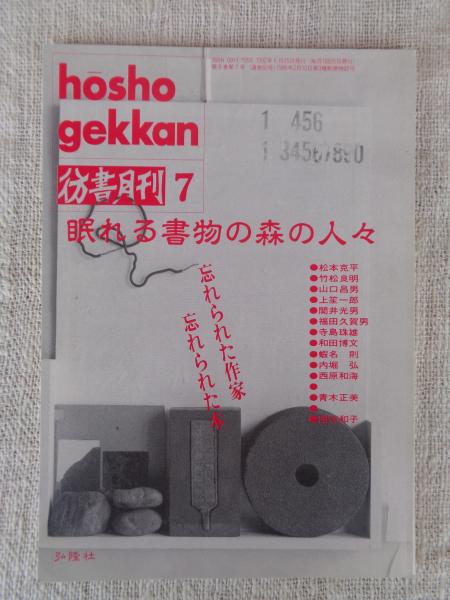 hōsho
gekkan
彷書月刊 7
1 456
1 34567890
眠れる書物の森の人々
忘れられた作家
忘れられた本
●松本克平
●竹松良明
●山口昌男
●上笙一郎
●関井光男
●福田久賀男
●寺島珠雄
●和田博文
●蝦名 則
●内堀 弘
●西原和海
●
●青木正美
●
弘隆社